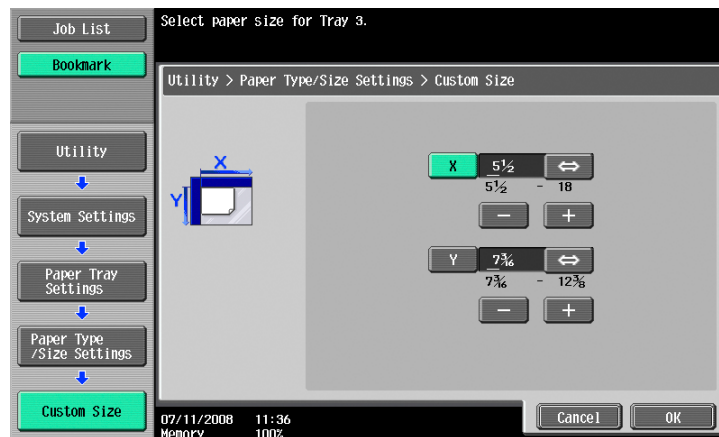 Job List
Select paper size for Tray 3.
Bookmark
Utility > Paper Type/Size Settings > Custom Size
Utility
System Settings
Paper Tray
Settings
Paper Type
/Size Settings
Custom Size
X
Y
X 5½ ⇔
5½ - 18
− +
Y 7³⁄₁₆ ⇔
7³⁄₁₆ - 12⅜
− +
07/11/2008 11:36
Memory 100%
Cancel OK